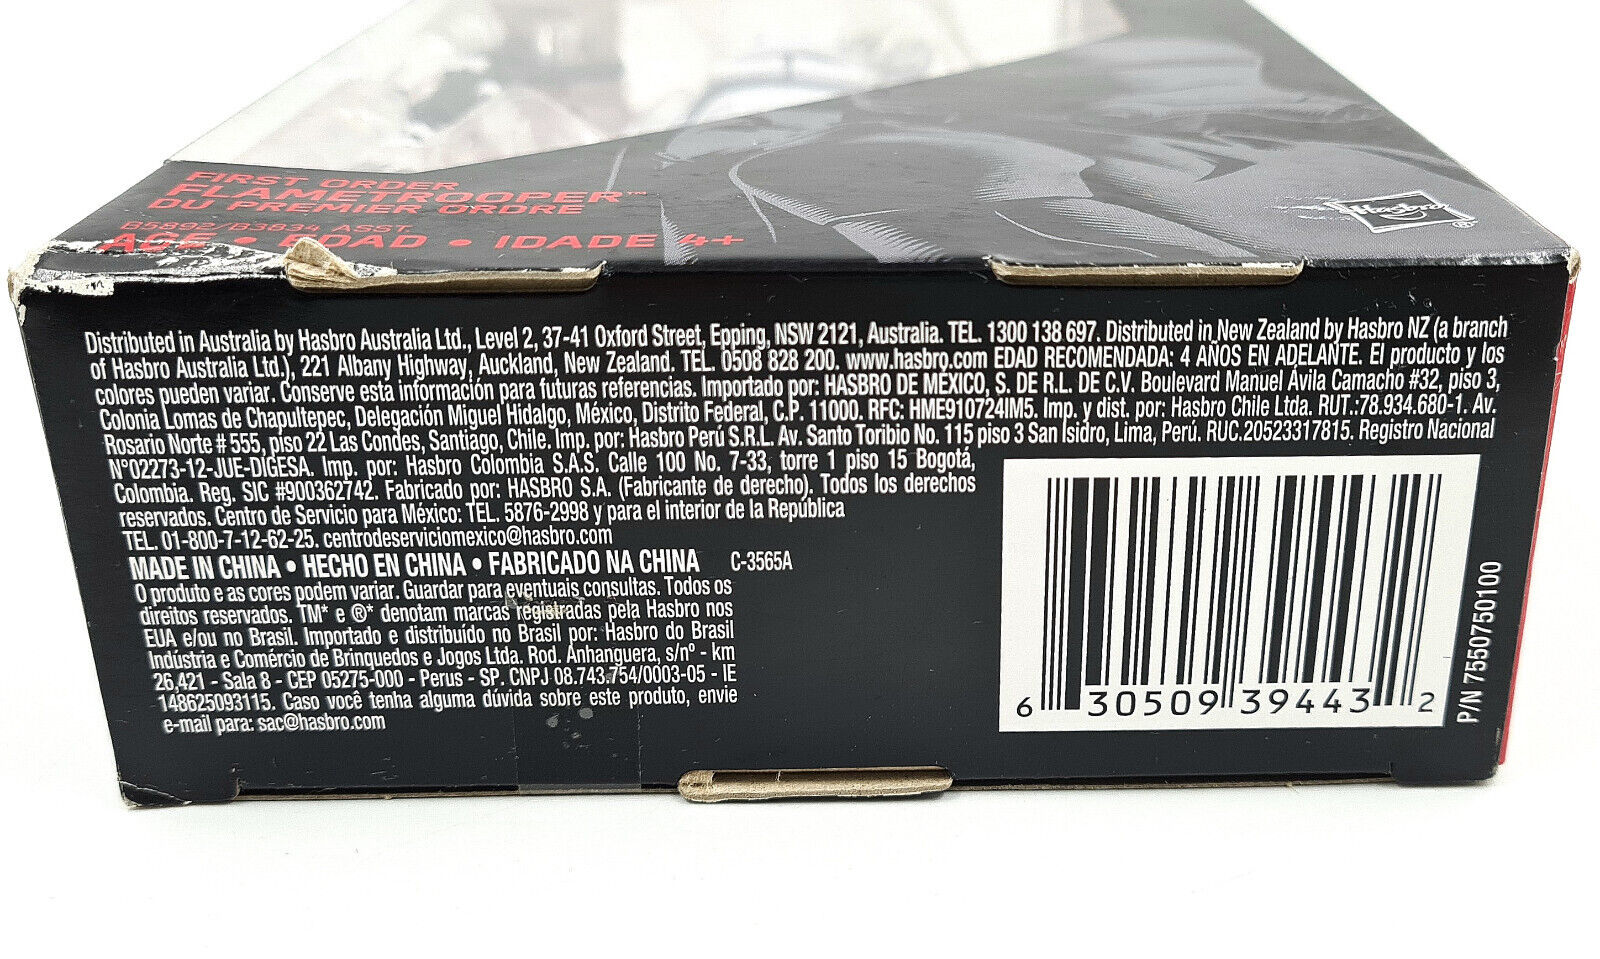 FIRST ORDER
FLAMETROOPER™
DU PREMIER ORDRE
B5892/B3834 ASST.
AGE • EDAD • IDADE 4+
Hasbro®
Distributed in Australia by Hasbro Australia Ltd., Level 2, 37-41 Oxford Street, Epping, NSW 2121, Australia. TEL. 1300 138 697. Distributed in New Zealand by Hasbro NZ (a branch
of Hasbro Australia Ltd.), 221 Albany Highway, Auckland, New Zealand. TEL. 0508 828 200. www.hasbro.com EDAD RECOMENDADA: 4 AÑOS EN ADELANTE. El producto y los
colores pueden variar. Conserve esta información para futuras referencias. Importado por: HASBRO DE MÉXICO, S. DE R.L. DE C.V. Boulevard Manuel Ávila Camacho #32, piso 3,
Colonia Lomas de Chapultepec, Delegación Miguel Hidalgo, México, Distrito Federal, C.P. 11000. RFC: HME910724IM5. Imp. y dist. por: Hasbro Chile Ltda. RUT.:78.934.680-1. Av.
Rosario Norte # 555, piso 22 Las Condes, Santiago, Chile. Imp. por: Hasbro Perú S.R.L. Av. Santo Toribio No. 115 piso 3 San Isidro, Lima, Perú. RUC.20523317815. Registro Nacional
N°02273-12-JUE-DIGESA. Imp. por: Hasbro Colombia S.A.S. Calle 100 No. 7-33, torre 1 piso 15 Bogotá,
Colombia. Reg. SIC #900362742. Fabricado por: HASBRO S.A. (Fabricante de derecho). Todos los derechos
reservados. Centro de Servicio para México: TEL. 5876-2998 y para el interior de la República
TEL. 01-800-7-12-62-25. centrodeserviciomexico@hasbro.com
MADE IN CHINA • HECHO EN CHINA • FABRICADO NA CHINA C-3565A
O produto e as cores podem variar. Guardar para eventuais consultas. Todos os
direitos reservados. TM* e ®* denotam marcas registradas pela Hasbro nos
EUA e/ou no Brasil. Importado e distribuído no Brasil por: Hasbro do Brasil
Indústria e Comércio de Brinquedos e Jogos Ltda. Rod. Anhanguera, s/nº - km
26,421 - Sala 8 - CEP 05275-000 - Perus - SP. CNPJ 08.743.754/0003-05 - IE
148625093115. Caso você tenha alguma dúvida sobre este produto, envie
e-mail para: sac@hasbro.com
6 30509 39443 2
P/N 7550750100